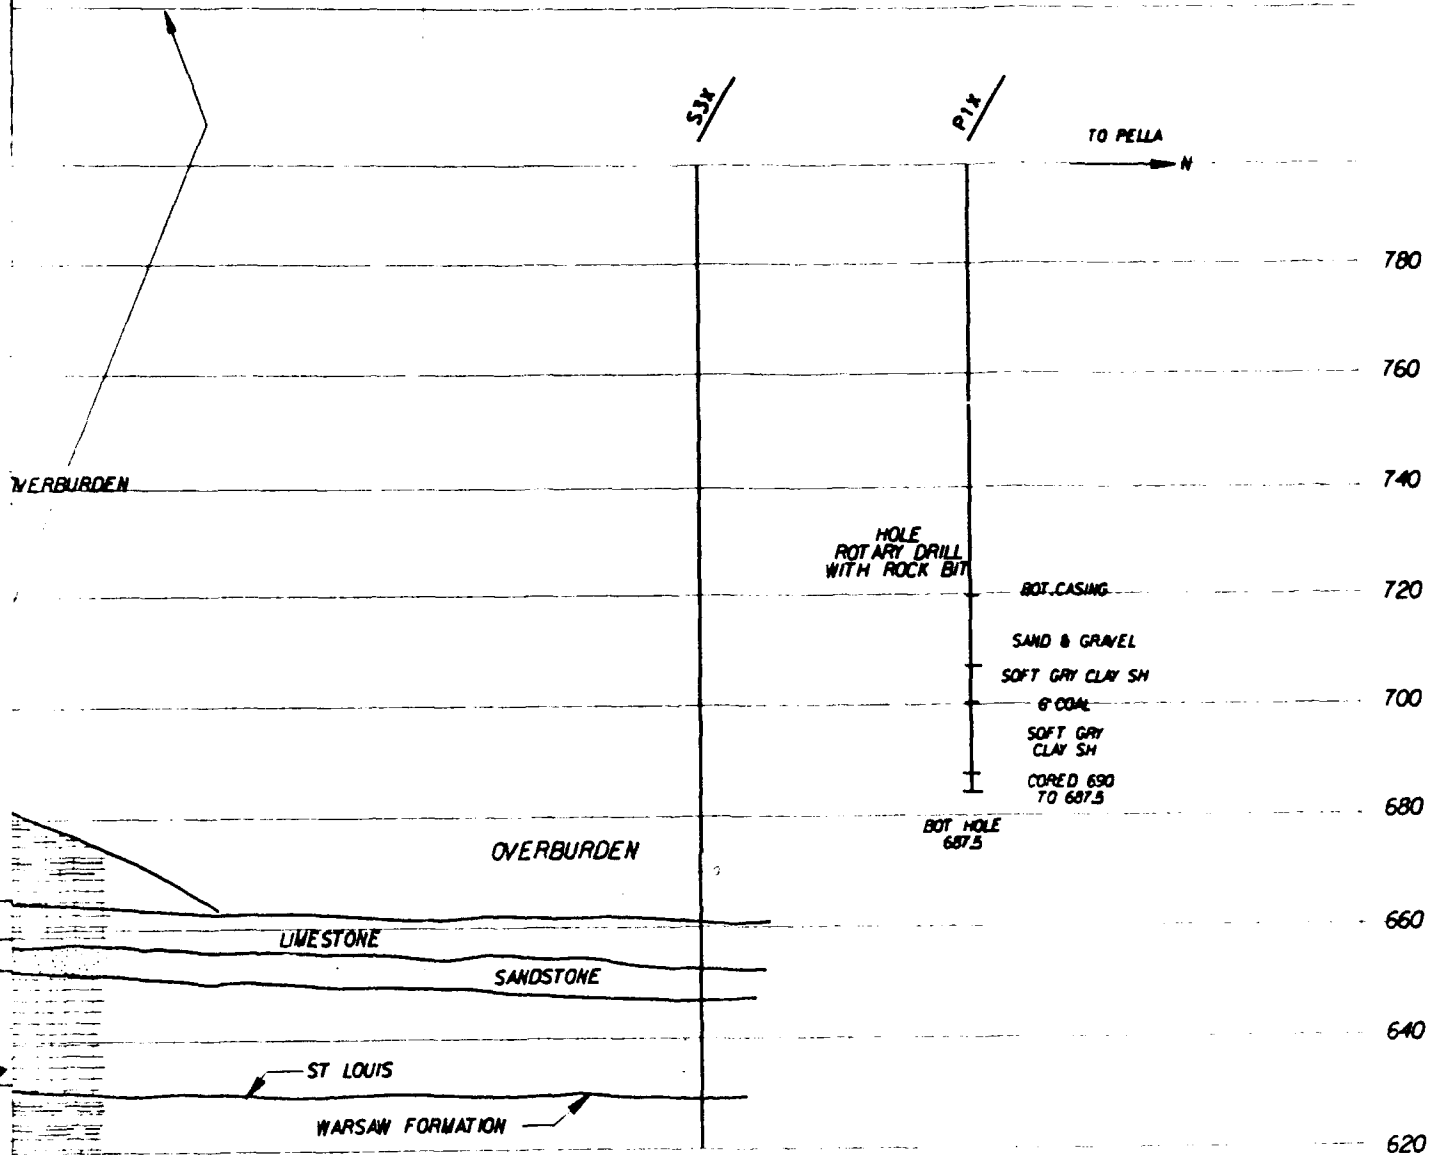 S3X
P1X
TO PELLA
N
780
760
VERBURDEN
740
HOLE
ROTARY DRILL
WITH ROCK BIT
BOT.CASING
720
SAND & GRAVEL
SOFT GRY CLAY SH
6" COAL
700
SOFT GRY
CLAY SH
CORED 690
TO 687.5
680
BOT HOLE
687.5
OVERBURDEN
660
LIMESTONE
SANDSTONE
640
ST LOUIS
WARSAW FORMATION
620